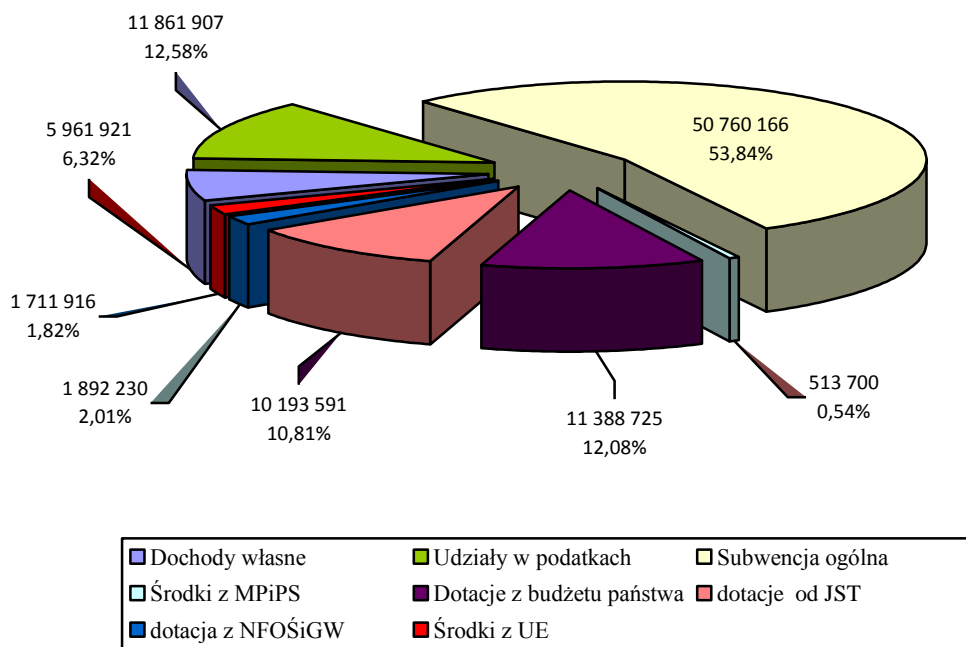 11 861 907
12,58%
5 961 921
6,32%
50 760 166
53,84%
1 711 916
1,82%
1 892 230
2,01%
10 193 591
10,81%
11 388 725
12,08%
513 700
0,54%
Dochody własne
Udziały w podatkach
Subwencja ogólna
Środki z MPiPS
Dotacje z budżetu państwa
dotacje od JST
dotacja z NFOŚiGW
Środki z UE